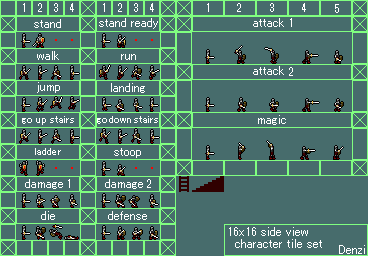 1 2 3 4 1 2 3 4 1 2 3 4 5
stand stand ready attack 1
walk run
jump landing attack 2
go up stairs go down stairs magic
ladder stoop
damage 1 damage 2
die defense
16x16 side view
character tile set
Denzi